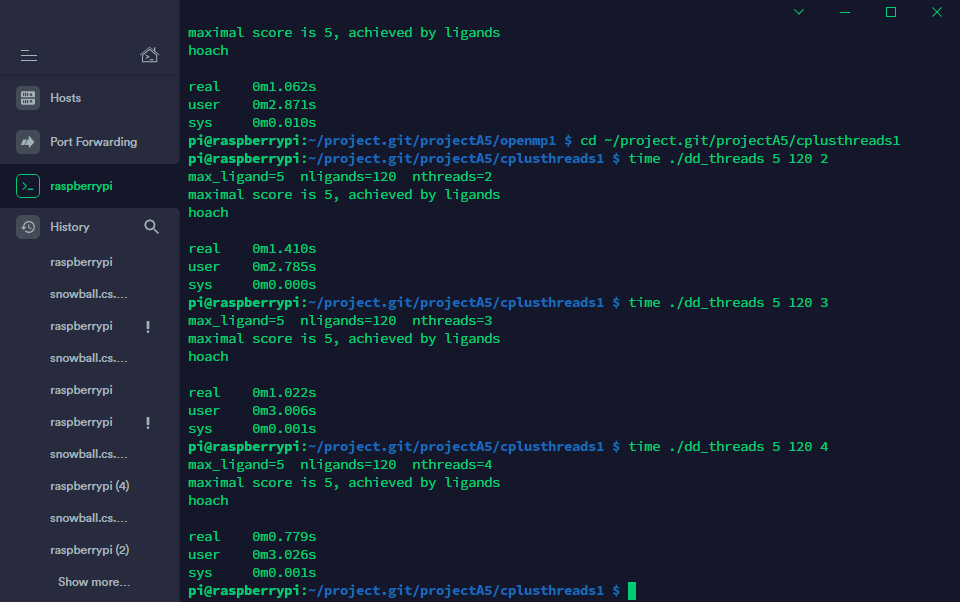 Hosts
Port Forwarding
raspberrypi
History
raspberrypi
snowball.cs....
raspberrypi !
snowball.cs....
raspberrypi
raspberrypi !
snowball.cs....
raspberrypi (4)
snowball.cs....
raspberrypi (2)
Show more...
maximal score is 5, achieved by ligands
hoach
real 0m1.062s
user 0m2.871s
sys 0m0.010s
pi@raspberrypi:~/project.git/projectA5/openmp1 $ cd ~/project.git/projectA5/cplusthreads1
pi@raspberrypi:~/project.git/projectA5/cplusthreads1 $ time ./dd_threads 5 120 2
max_ligand=5 nligands=120 nthreads=2
maximal score is 5, achieved by ligands
hoach
real 0m1.410s
user 0m2.785s
sys 0m0.000s
pi@raspberrypi:~/project.git/projectA5/cplusthreads1 $ time ./dd_threads 5 120 3
max_ligand=5 nligands=120 nthreads=3
maximal score is 5, achieved by ligands
hoach
real 0m1.022s
user 0m3.006s
sys 0m0.001s
pi@raspberrypi:~/project.git/projectA5/cplusthreads1 $ time ./dd_threads 5 120 4
max_ligand=5 nligands=120 nthreads=4
maximal score is 5, achieved by ligands
hoach
real 0m0.779s
user 0m3.026s
sys 0m0.001s
pi@raspberrypi:~/project.git/projectA5/cplusthreads1 $